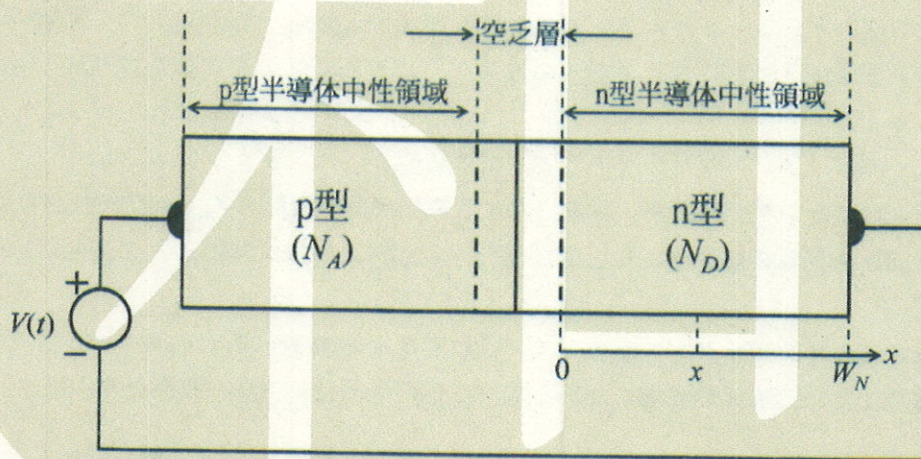 空乏層
p型半導体中性領域
n型半導体中性領域
p型
(N_A)
n型
(N_D)
+
V(t)
−
0
x
W_N
x